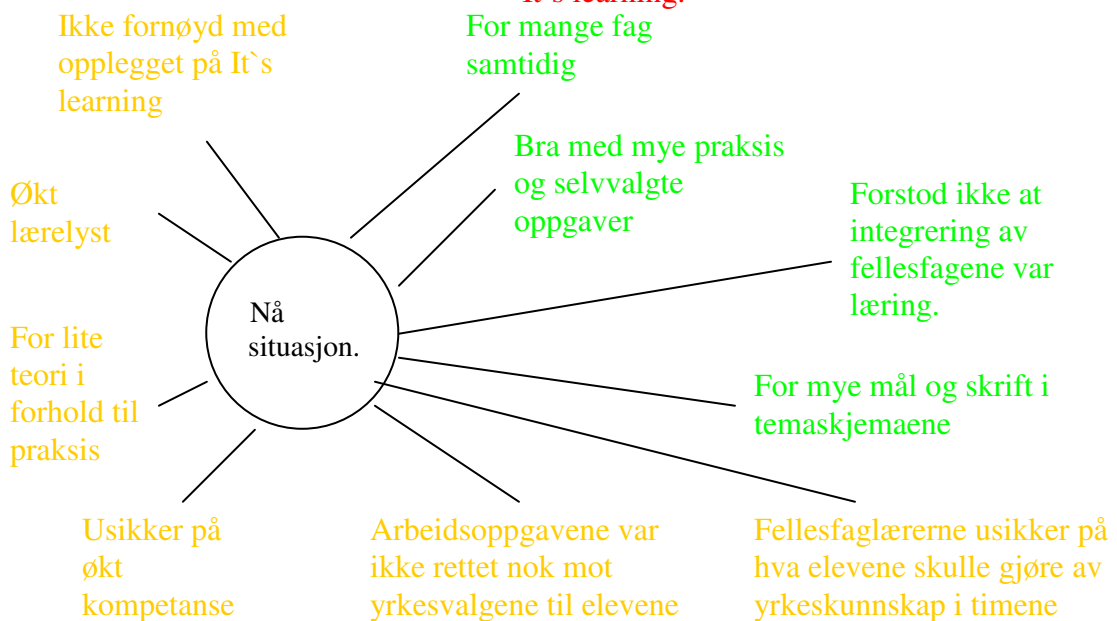 It`s learning.
Ikke fornøyd med
opplegget på It`s
learning
For mange fag
samtidig
Bra med mye praksis
og selvvalgte
oppgaver
Økt
lærelyst
Forstod ikke at
integrering av
fellesfagene var
læring.
Nå
situasjon.
For lite
teori i
forhold til
praksis
For mye mål og skrift i
temaskjemaene
Usikker på
økt
kompetanse
Arbeidsoppgavene var
ikke rettet nok mot
yrkesvalgene til elevene
Fellesfaglærerne usikker på
hva elevene skulle gjøre av
yrkeskunnskap i timene